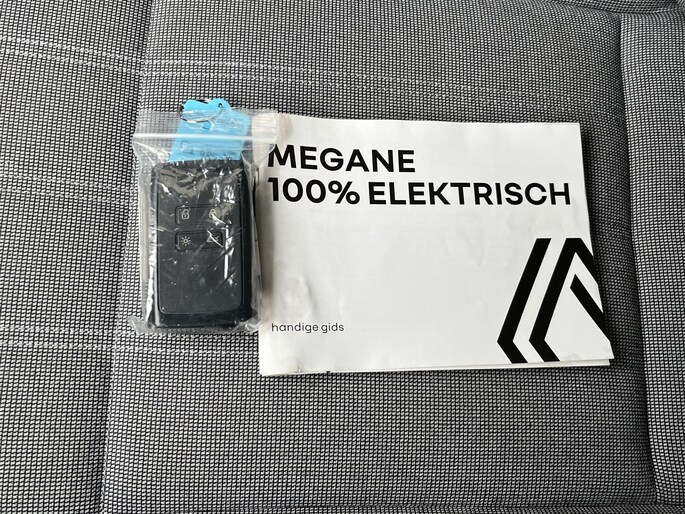 MEGANE
100% ELEKTRISCH
handige gids